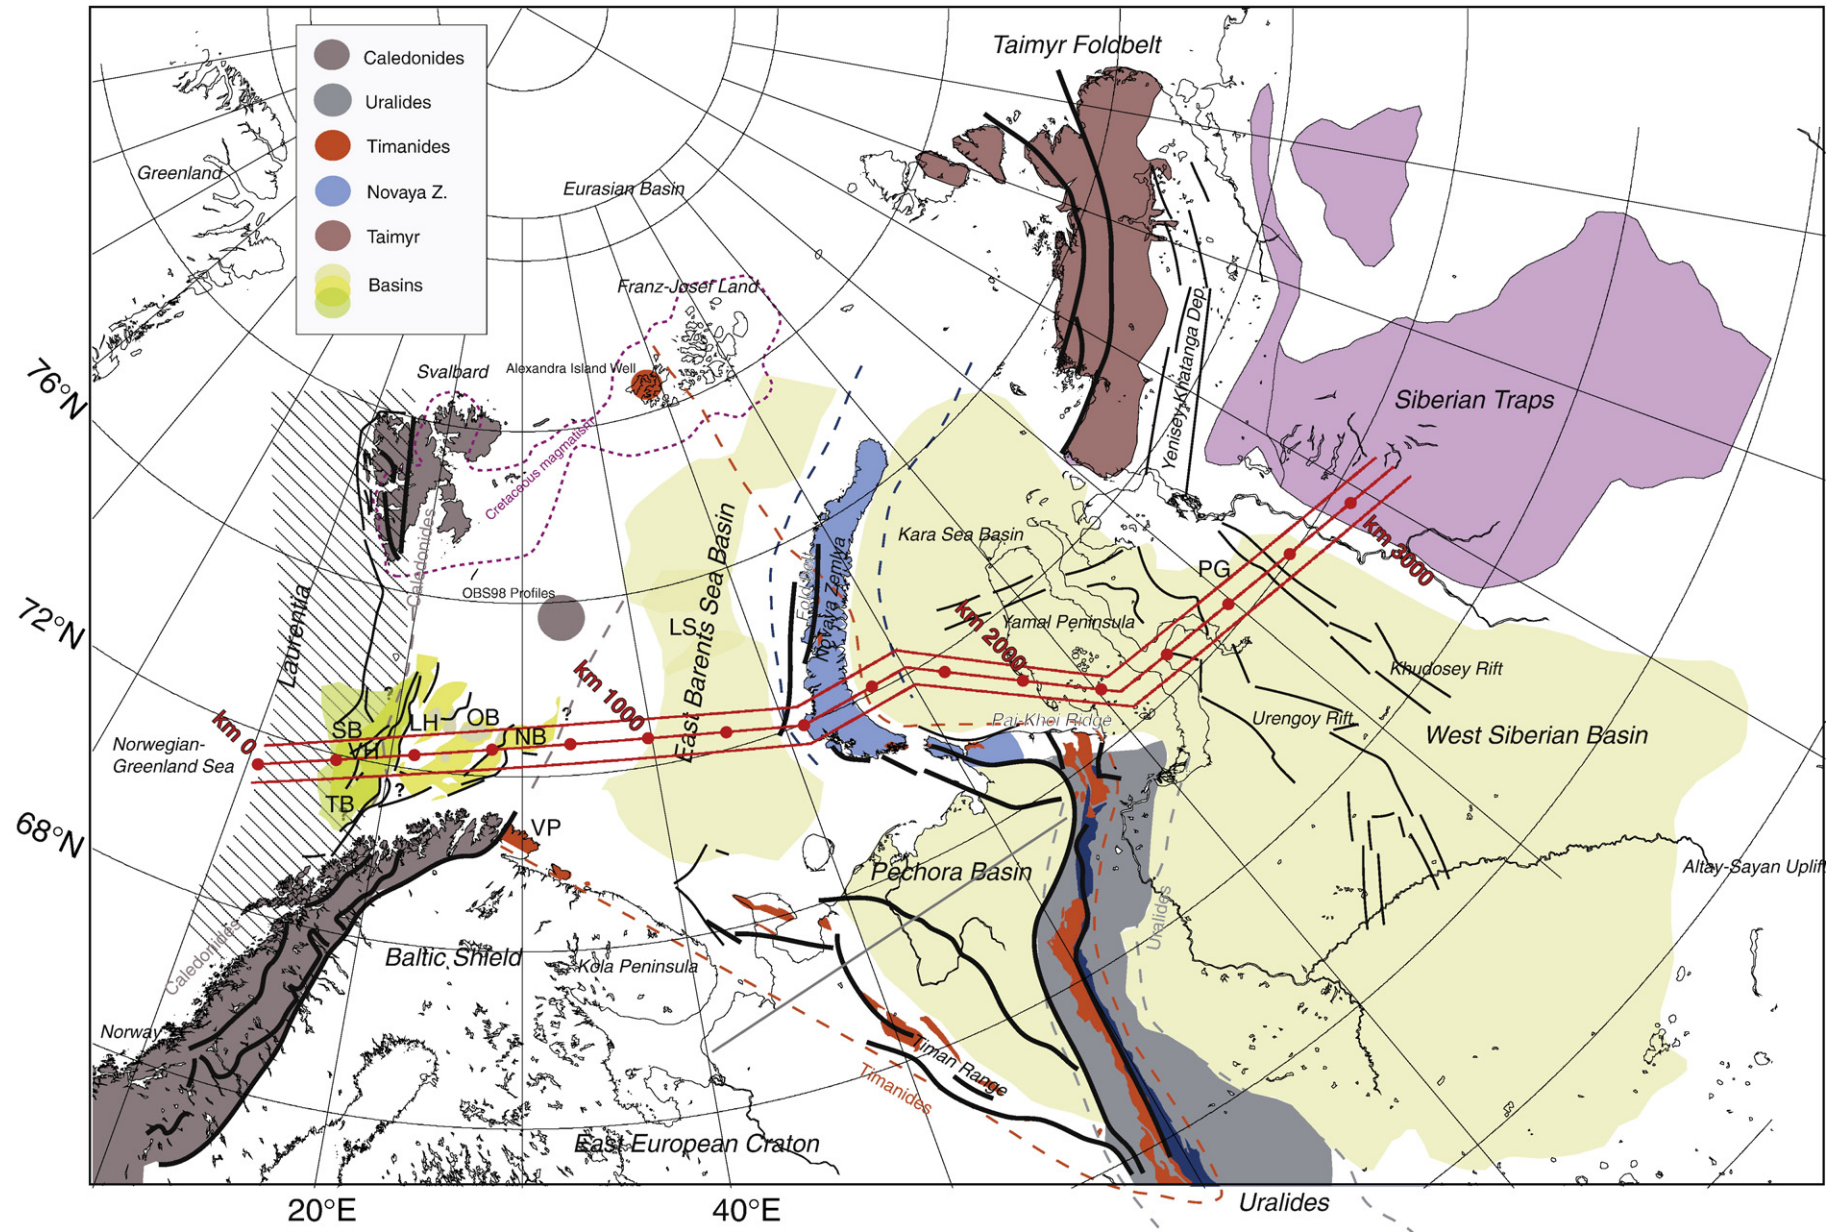 Taimyr Foldbelt
Caledonides
Uralides
Timanides
Novaya Z.
Taimyr
Basins
Greenland
Eurasian Basin
Franz-Josef Land
Alexandra Island Well
Svalbard
Cretaceous magmatism
Yenisey-Khatanga Dep.
Siberian Traps
76°N
72°N
68°N
Caledonides
OBS98 Profiles
Laurentia
East Barents Sea Basin
LS
Novaya Zemlya
Kara Sea Basin
Yamal Peninsula
PG
km 0
km 1000
km 2000
km 3000
Khudosey Rift
Urengoy Rift
West Siberian Basin
Pai-Khoi Ridge
Norwegian-
Greenland Sea
SB
VH
LH
OB
NB
TB
?
?
?
VP
Pechora Basin
Altay-Sayan Uplift
Uralides
Caledonides
Baltic Shield
Kola Peninsula
Norway
Timan Range
Timanides
East European Craton
20°E
40°E
Uralides